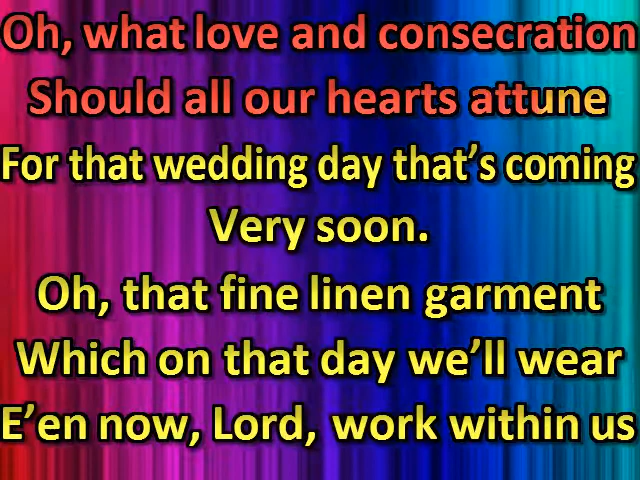 Oh, what love and consecration
Should all our hearts attune
For that wedding day that’s coming
Very soon.
Oh, that fine linen garment
Which on that day we’ll wear
E’en now, Lord, work within us